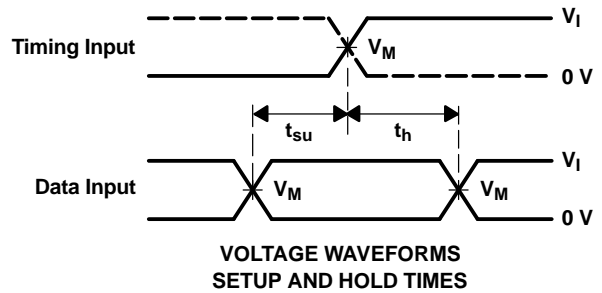 V_I
Timing Input
V_M
0 V
t_su
t_h
V_I
Data Input
V_M
V_M
0 V
VOLTAGE WAVEFORMS
SETUP AND HOLD TIMES